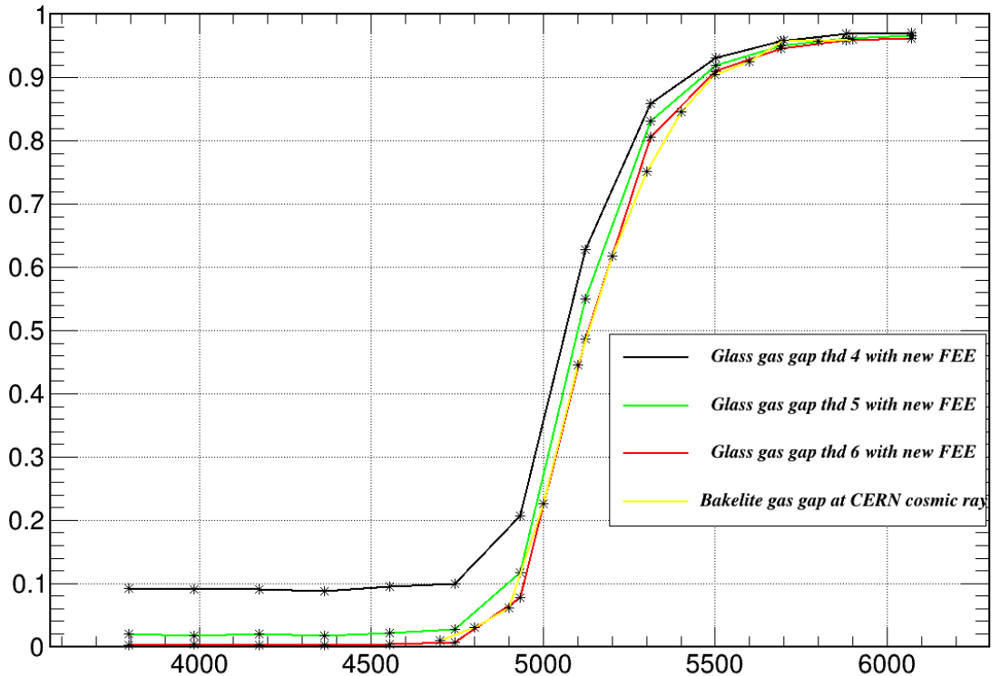 1
0.9
0.8
0.7
0.6
0.5
0.4
0.3
0.2
0.1
0
4000 4500 5000 5500 6000
Glass gas gap thd 4 with new FEE
Glass gas gap thd 5 with new FEE
Glass gas gap thd 6 with new FEE
Bakelite gas gap at CERN cosmic ray